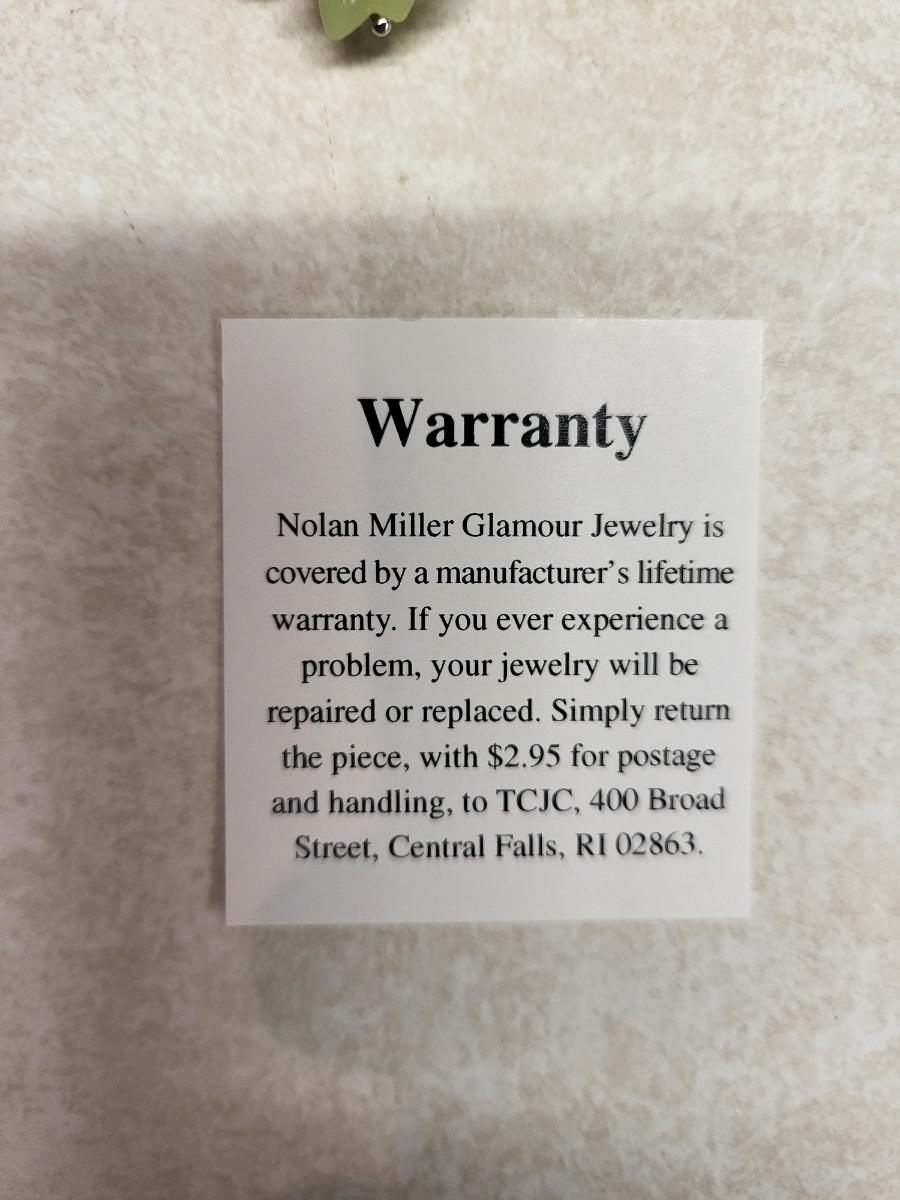 Warranty
Nolan Miller Glamour Jewelry is
covered by a manufacturer's lifetime
warranty. If you ever experience a
problem, your jewelry will be
repaired or replaced. Simply return
the piece, with $2.95 for postage
and handling, to TCJC, 400 Broad
Street, Central Falls, RI 02863.